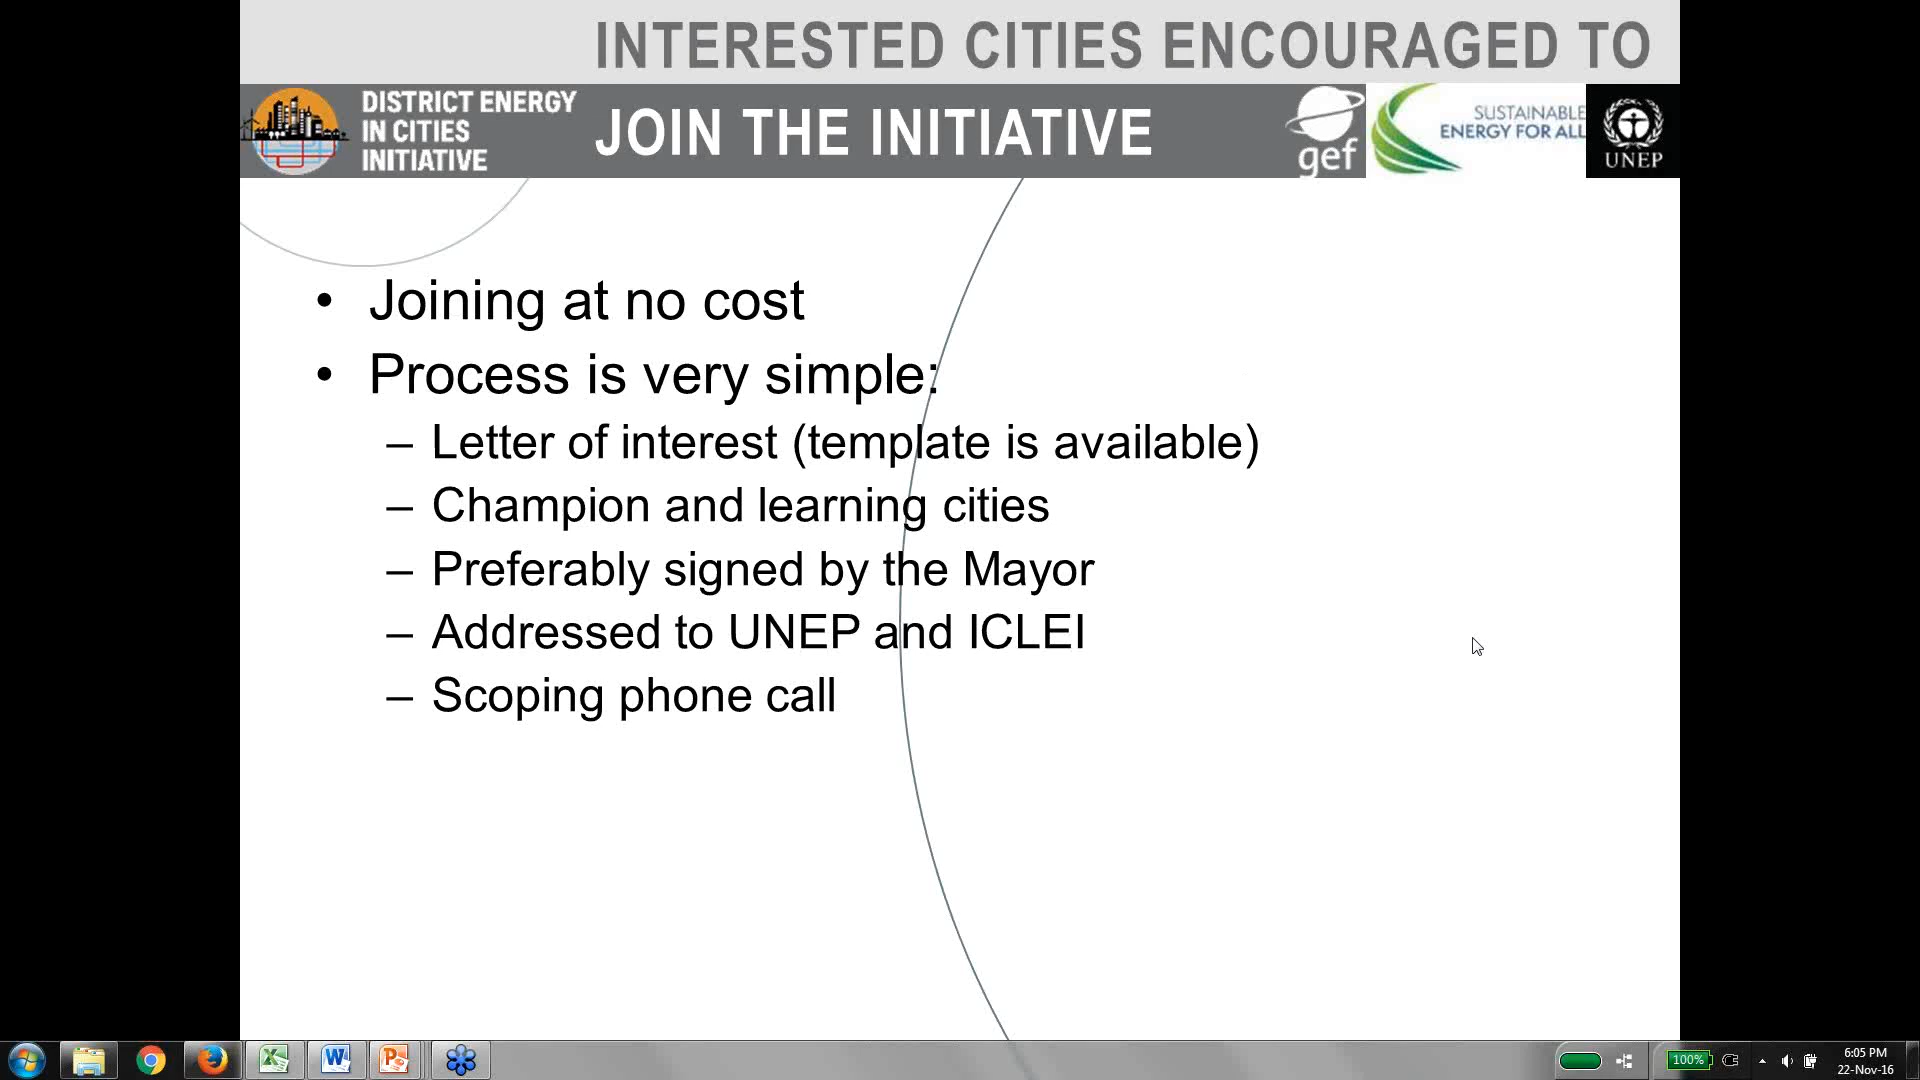 INTERESTED CITIES ENCOURAGED TO
JOIN THE INITIATIVE
DISTRICT ENERGY
IN CITIES
INITIATIVE
gef
SUSTAINABLE
ENERGY FOR ALL
UNEP
• Joining at no cost
• Process is very simple:
– Letter of interest (template is available)
– Champion and learning cities
– Preferably signed by the Mayor
– Addressed to UNEP and ICLEI
– Scoping phone call
100%
6:05 PM
22-Nov-16